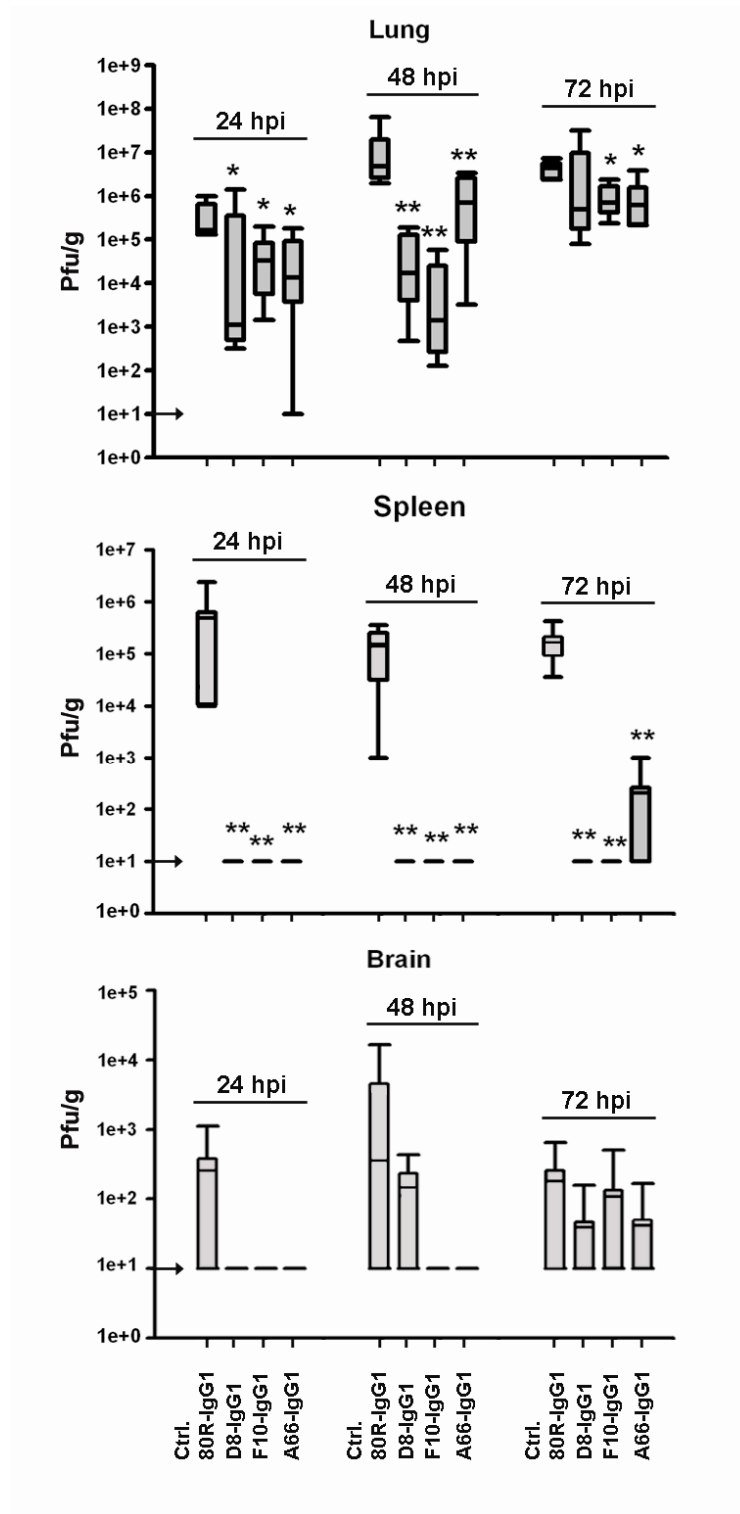 Lung
24 hpi
48 hpi
72 hpi
Pfu/g
1e+9
1e+8
1e+7
1e+6
1e+5
1e+4
1e+3
1e+2
1e+1
1e+0
*
*
*
**
**
**
*
*
Spleen
24 hpi
48 hpi
72 hpi
Pfu/g
1e+7
1e+6
1e+5
1e+4
1e+3
1e+2
1e+1
1e+0
**
**
**
**
**
**
**
**
**
Brain
24 hpi
48 hpi
72 hpi
Pfu/g
1e+5
1e+4
1e+3
1e+2
1e+1
1e+0
Ctrl.
80R-IgG1
D8-IgG1
F10-IgG1
A66-IgG1
Ctrl.
80R-IgG1
D8-IgG1
F10-IgG1
A66-IgG1
Ctrl.
80R-IgG1
D8-IgG1
F10-IgG1
A66-IgG1